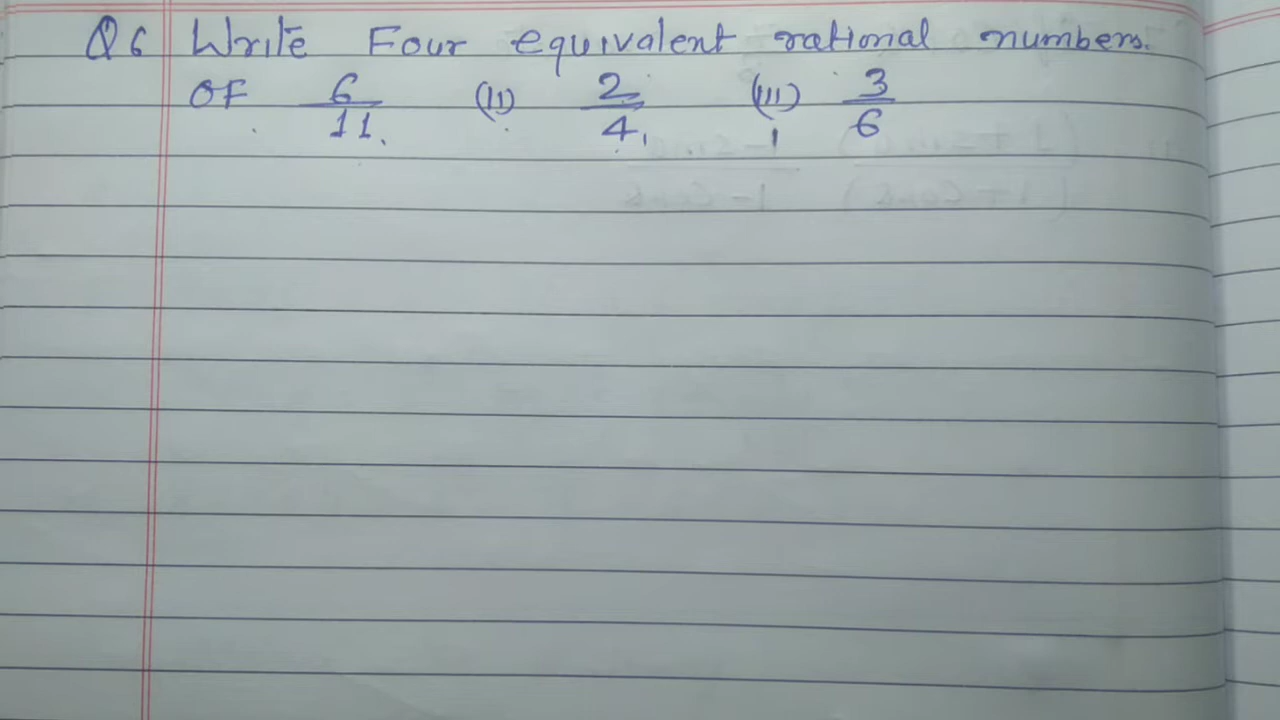 Q6 Write Four equivalent rational numbers.
OF 6/11. (II) 2/4, (III) 3/6